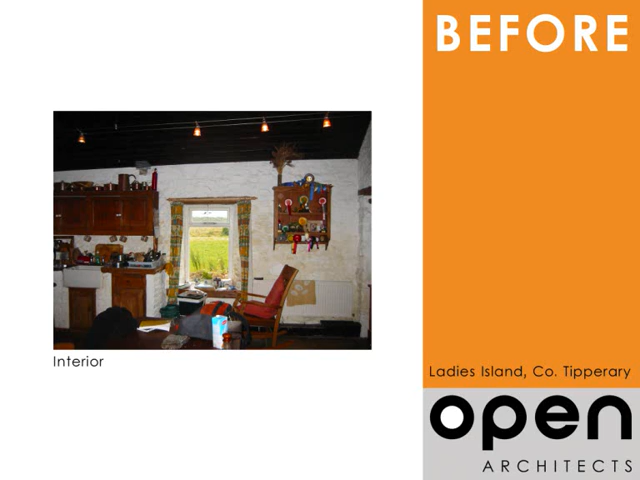 BEFORE
Interior
Ladies Island, Co. Tipperary
open
ARCHITECTS